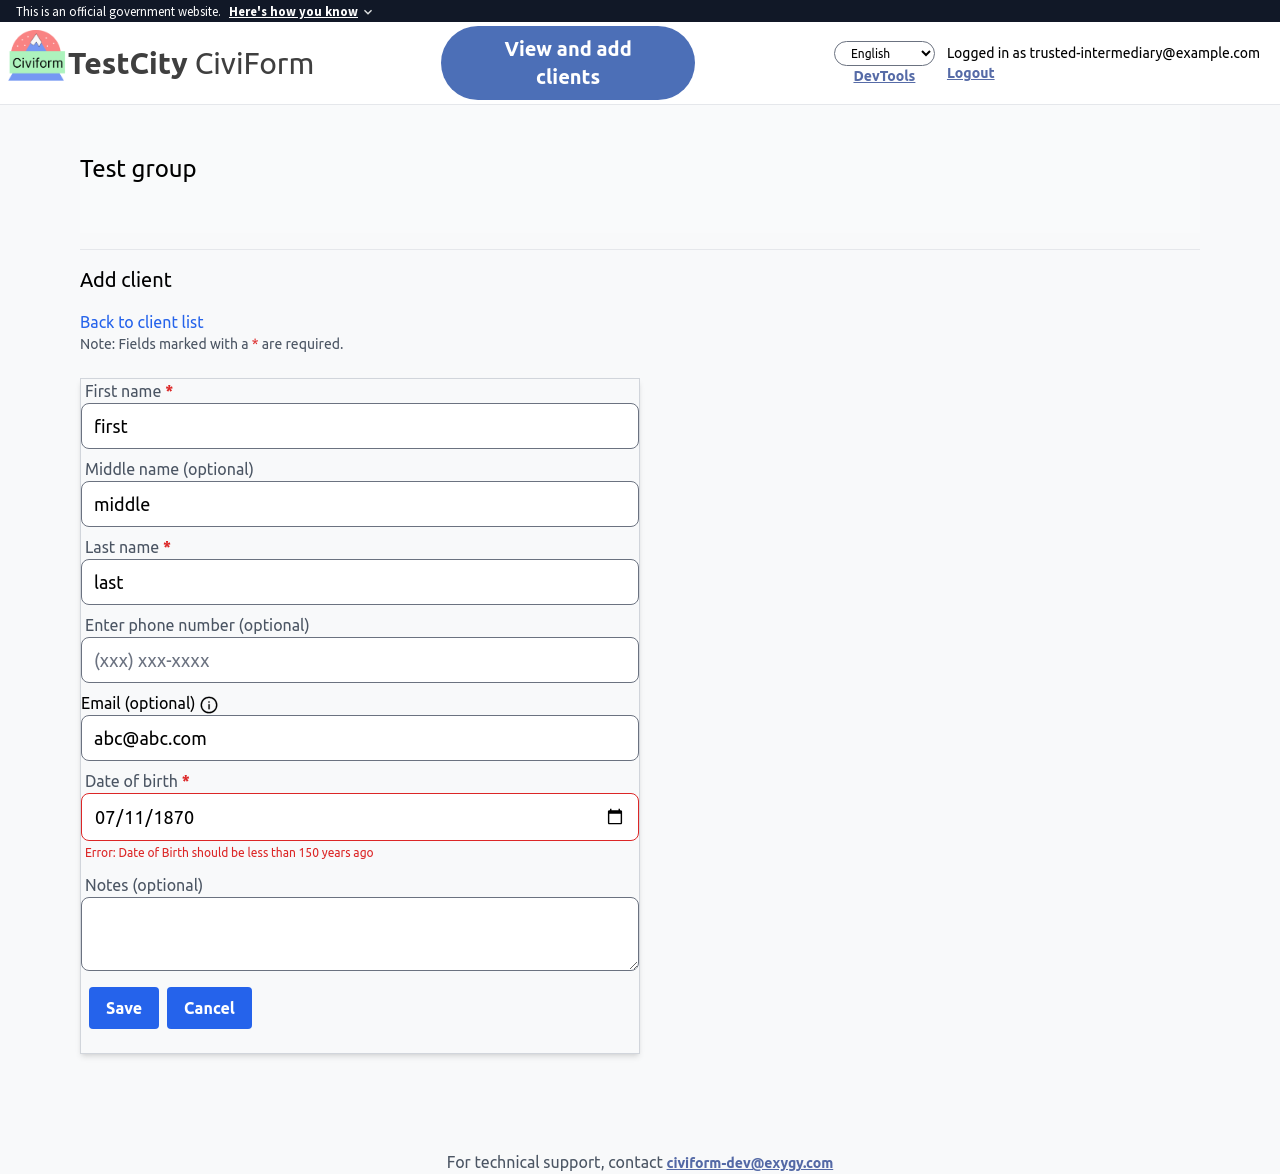 This is an official government website. Here's how you know
Civiform
TestCity CiviForm
View and add
clients
English
DevTools
Logged in as trusted-intermediary@example.com
Logout
Test group
Add client
Back to client list
Note: Fields marked with a * are required.
First name *
first
Middle name (optional)
middle
Last name *
last
Enter phone number (optional)
(xxx) xxx-xxxx
Email (optional)
abc@abc.com
Date of birth *
07/11/1870
Error: Date of Birth should be less than 150 years ago
Notes (optional)
Save Cancel
For technical support, contact civiform-dev@exygy.com